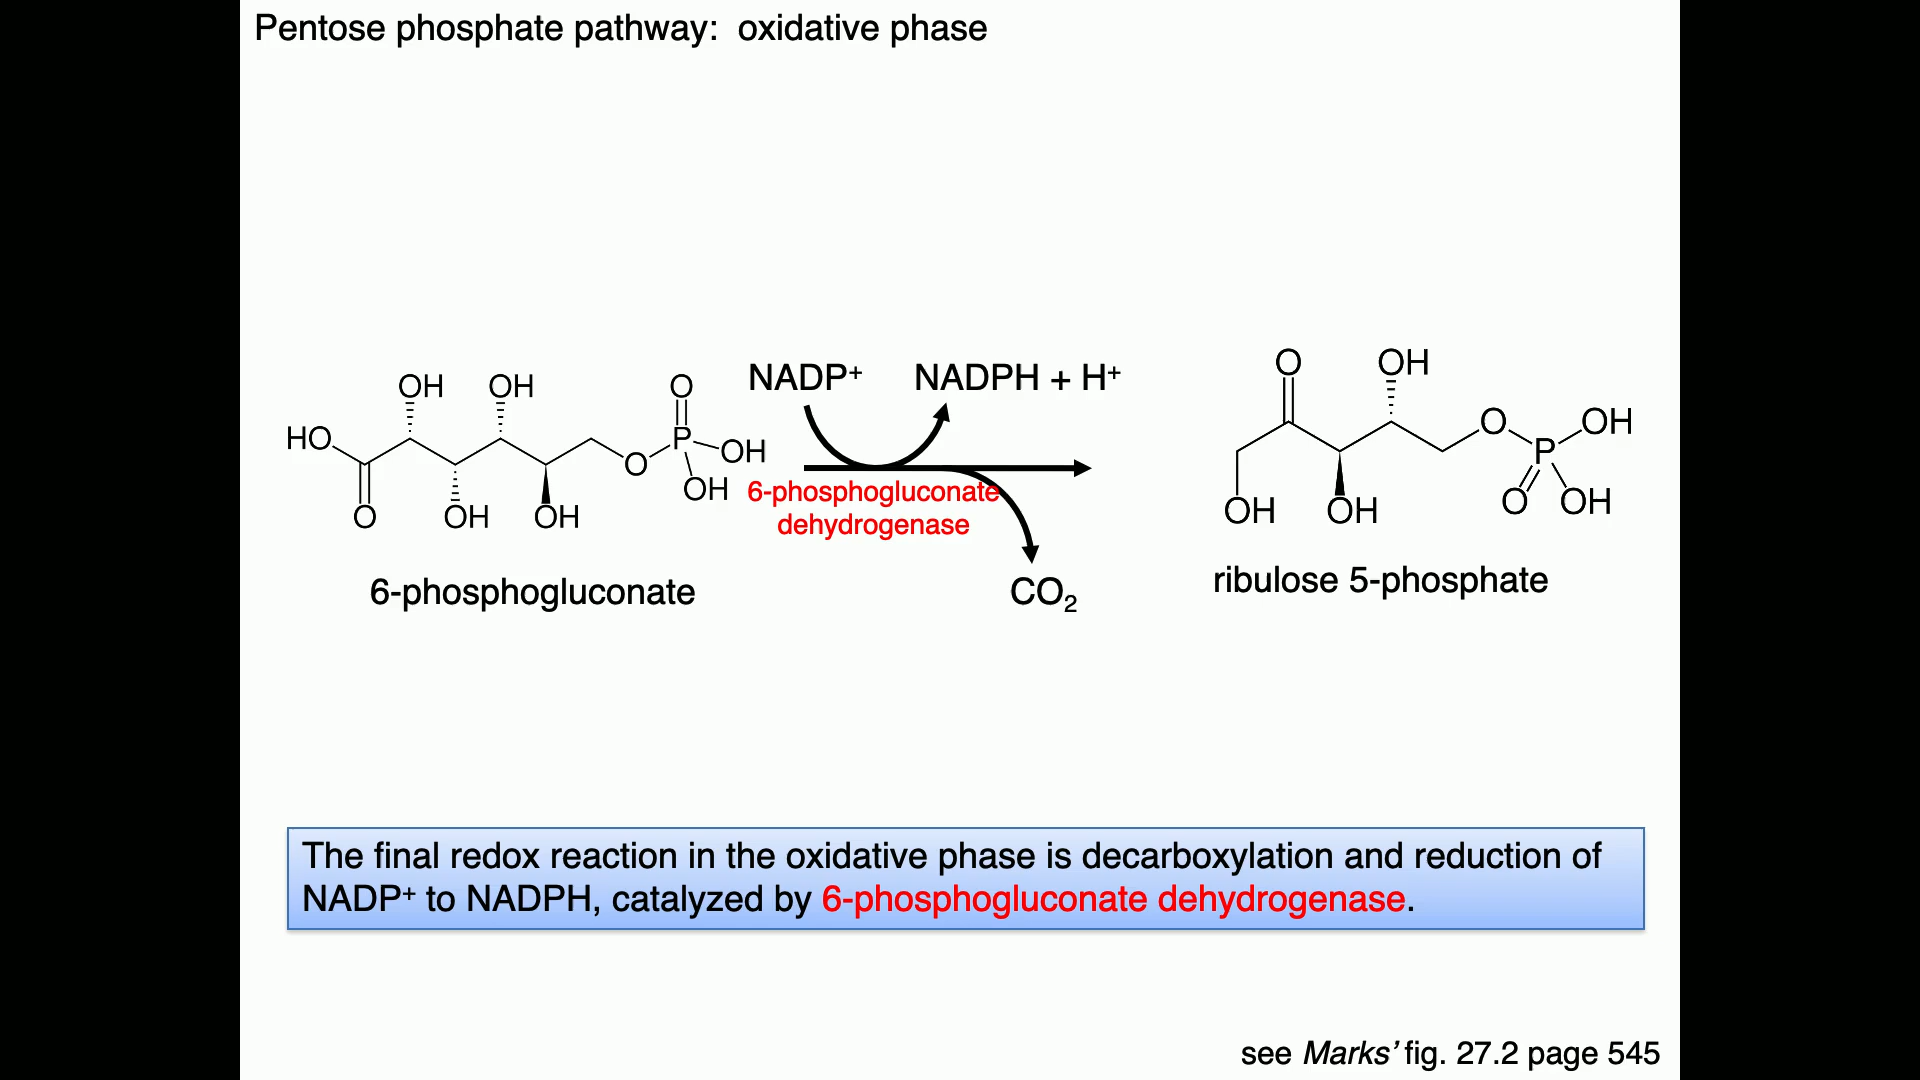 Pentose phosphate pathway: oxidative phase
OH OH O
HO P OH
O OH
O OH OH
6-phosphogluconate
NADP⁺ NADPH + H⁺
6-phosphogluconate
dehydrogenase
CO₂
O OH
O P OH
OH OH O OH
ribulose 5-phosphate
The final redox reaction in the oxidative phase is decarboxylation and reduction of
NADP⁺ to NADPH, catalyzed by 6-phosphogluconate dehydrogenase.
see Marks' fig. 27.2 page 545